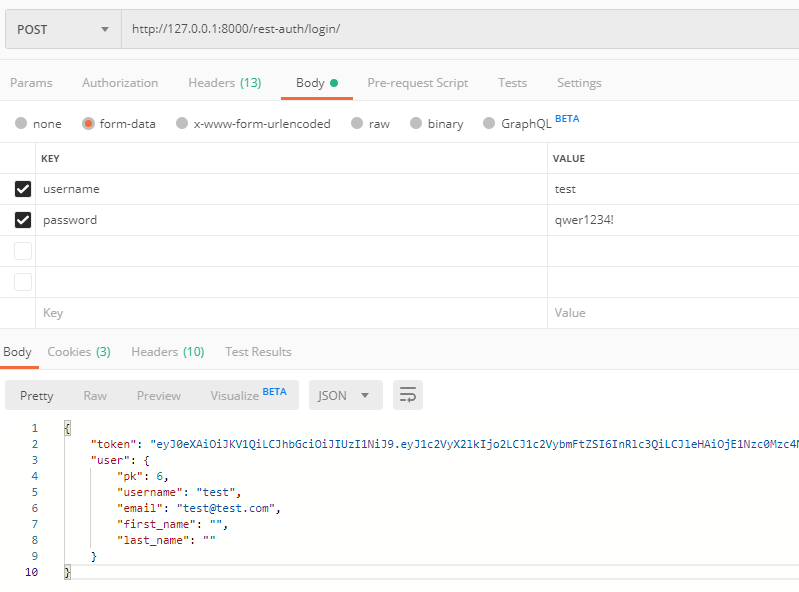 POST http://127.0.0.1:8000/rest-auth/login/
Params Authorization Headers (13) Body Pre-request Script Tests Settings
none form-data x-www-form-urlencoded raw binary GraphQL BETA
KEY VALUE
username test
password qwer1234!
Key Value
Body Cookies (3) Headers (10) Test Results
Pretty Raw Preview Visualize BETA JSON
1 {
2 "token": "eyJ0eXAiOiJKV1QiLCJhbGciOiJIUzI1NiJ9.eyJ1c2VyX2lkIjo2LCJ1c2VybmFtZSI6InRlc3QiLCJleHAiOjE1Nzc0Mzc4N
3 "user": {
4 "pk": 6,
5 "username": "test",
6 "email": "test@test.com",
7 "first_name": "",
8 "last_name": ""
9 }
10 }